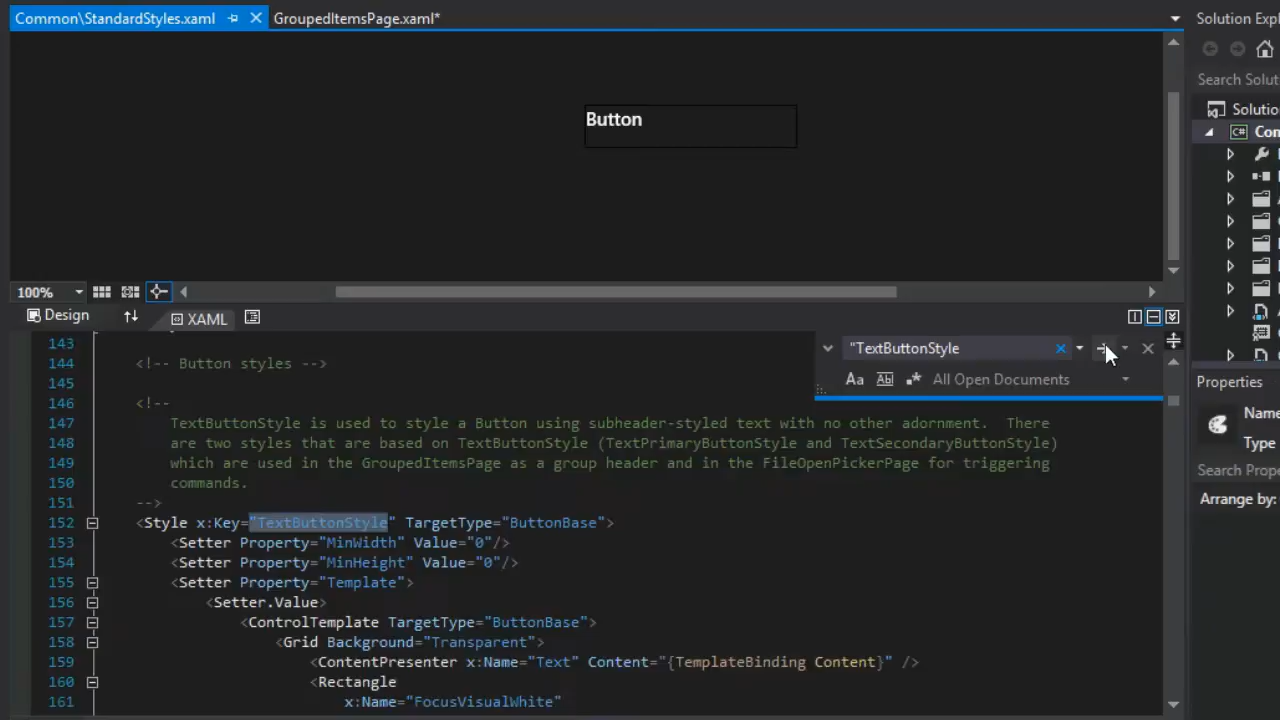 Common\StandardStyles.xaml
GroupedItemsPage.xaml*
Solution Expl
Search Solut
Solutio
Con
Button
100%
Design
XAML
"TextButtonStyle
Aa Ab All Open Documents
Properties
Name
Type
Search Prope
Arrange by:
143
144 <!-- Button styles -->
145
146 <!--
147 TextButtonStyle is used to style a Button using subheader-styled text with no other adornment. There
148 are two styles that are based on TextButtonStyle (TextPrimaryButtonStyle and TextSecondaryButtonStyle)
149 which are used in the GroupedItemsPage as a group header and in the FileOpenPickerPage for triggering
150 commands.
151 -->
152 <Style x:Key="TextButtonStyle" TargetType="ButtonBase">
153 <Setter Property="MinWidth" Value="0"/>
154 <Setter Property="MinHeight" Value="0"/>
155 <Setter Property="Template">
156 <Setter.Value>
157 <ControlTemplate TargetType="ButtonBase">
158 <Grid Background="Transparent">
159 <ContentPresenter x:Name="Text" Content="{TemplateBinding Content}" />
160 <Rectangle
161 x:Name="FocusVisualWhite"